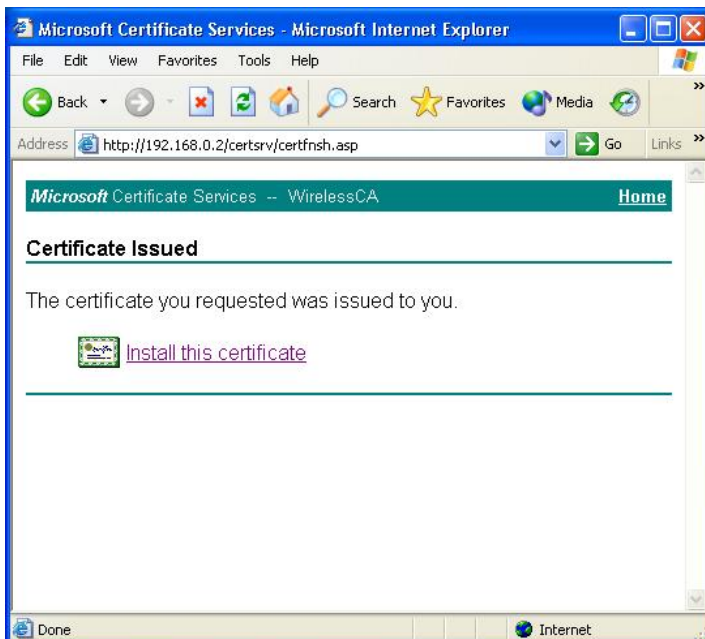 Microsoft Certificate Services - Microsoft Internet Explorer
File Edit View Favorites Tools Help
Back Search Favorites Media »
Address http://192.168.0.2/certsrv/certfnsh.asp Go Links »
Microsoft Certificate Services -- WirelessCA Home
Certificate Issued
The certificate you requested was issued to you.
Install this certificate
Done Internet